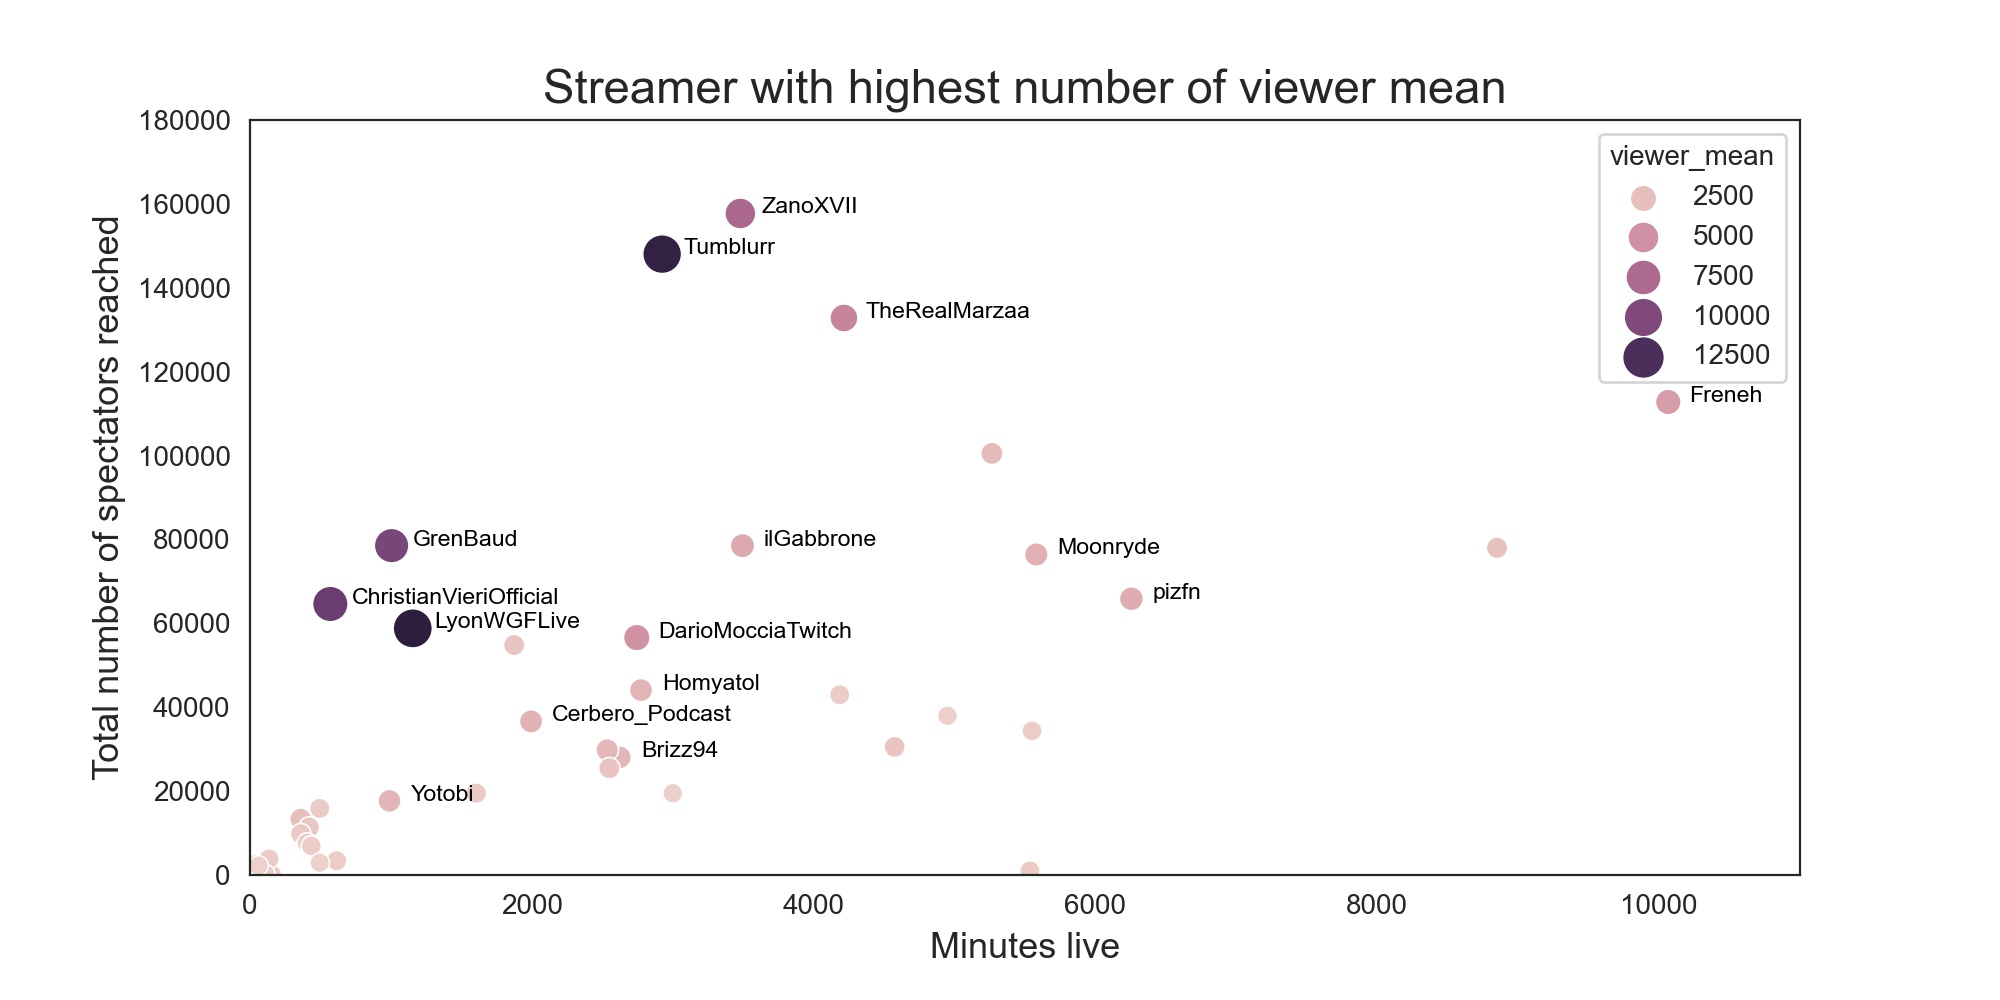 Streamer with highest number of viewer mean
180000
160000
140000
120000
100000
80000
60000
40000
20000
0
Total number of spectators reached
viewer_mean
2500
5000
7500
10000
12500
ZanoXVII
Tumblurr
TheRealMarzaa
Freneh
GrenBaud
ilGabbrone
Moonryde
pizfn
ChristianVieriOfficial
LyonWGFLive
DarioMocciaTwitch
Homyatol
Cerbero_Podcast
Brizz94
Yotobi
0
2000
4000
6000
8000
10000
Minutes live